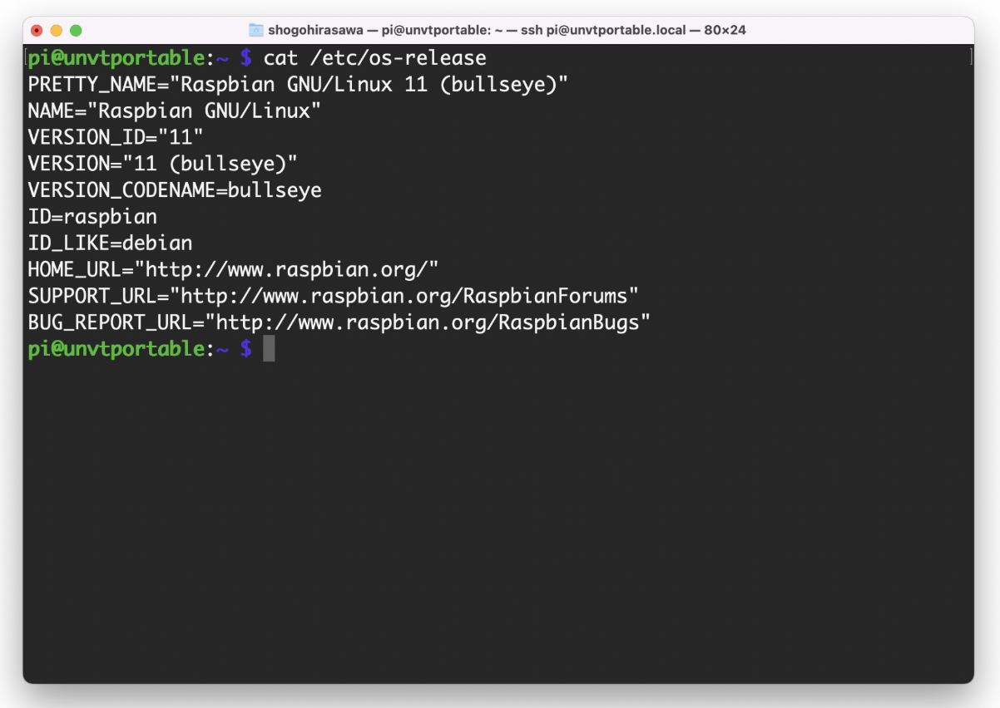 shogohirasawa — pi@unvtportable: ~ — ssh pi@unvtportable.local — 80×24
pi@unvtportable:~ $ cat /etc/os-release
PRETTY_NAME="Raspbian GNU/Linux 11 (bullseye)"
NAME="Raspbian GNU/Linux"
VERSION_ID="11"
VERSION="11 (bullseye)"
VERSION_CODENAME=bullseye
ID=raspbian
ID_LIKE=debian
HOME_URL="http://www.raspbian.org/"
SUPPORT_URL="http://www.raspbian.org/RaspbianForums"
BUG_REPORT_URL="http://www.raspbian.org/RaspbianBugs"
pi@unvtportable:~ $